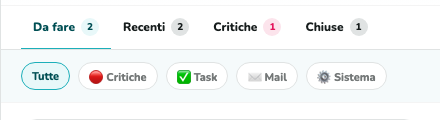 Da fare 2 Recenti 2 Critiche 1 Chiuse 1
Tutte Critiche Task Mail Sistema